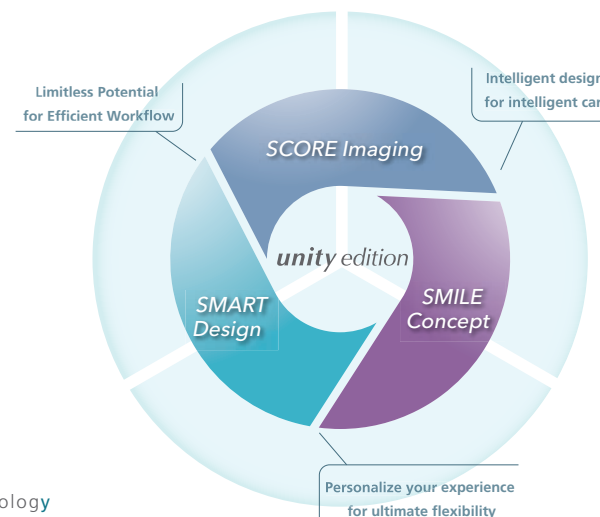 Limitless Potential
for Efficient Workflow
Intelligent design
for intelligent
SCORE Imaging
unity edition
SMART
Design
SMILE
Concept
Personalize your experience
for ultimate flexibility
ology